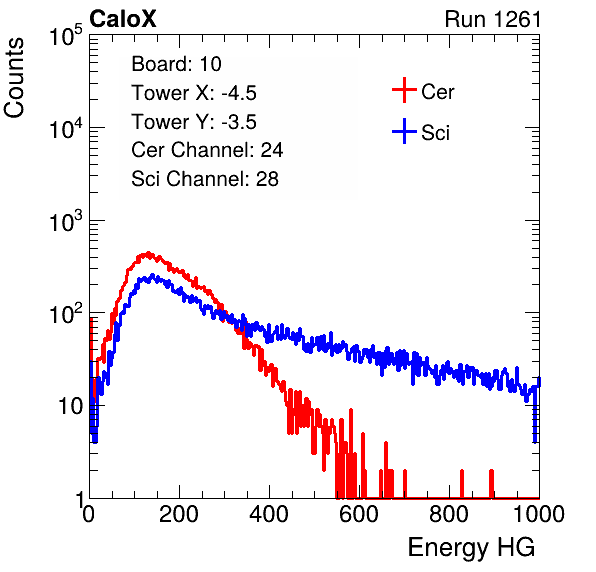 CaloX Run 1261
Counts
Board: 10
Tower X: -4.5
Tower Y: -3.5
Cer Channel: 24
Sci Channel: 28
Cer
Sci
10^5
10^4
10^3
10^2
10
1
0 200 400 600 800 1000
Energy HG